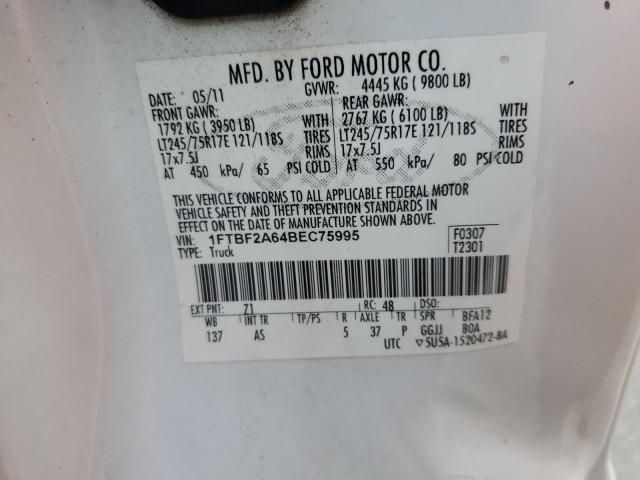 MFD. BY FORD MOTOR CO.
DATE: 05/11 GVWR: 4445 KG ( 9800 LB)
FRONT GAWR: REAR GAWR:
1792 KG ( 3950 LB) WITH 2767 KG ( 6100 LB) WITH
LT245/75R17E 121/118S TIRES LT245/75R17E 121/118S TIRES
17x7.5J RIMS 17x7.5J RIMS
AT 450 kPa/ 65 PSI COLD AT 550 kPa/ 80 PSI COLD
THIS VEHICLE CONFORMS TO ALL APPLICABLE FEDERAL MOTOR
VEHICLE SAFETY AND THEFT PREVENTION STANDARDS IN
EFFECT ON THE DATE OF MANUFACTURE SHOWN ABOVE.
VIN: 1FTBF2A64BEC75995 F0307
TYPE: Truck T2301
EXT PNT: Z1 RC: 48 DSO:
WB INT TR TP/PS R AXLE TR SPR BFA12
137 AS 5 37 P GGJJ BOA
UTC ▽5U5A-1520472-BA